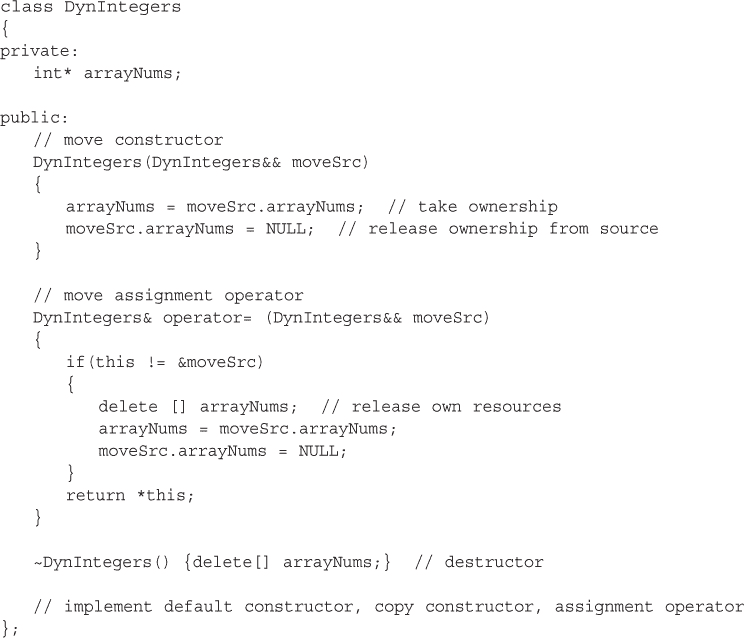 class DynIntegers
{
private:
int* arrayNums;
public:
// move constructor
DynIntegers(DynIntegers&& moveSrc)
{
arrayNums = moveSrc.arrayNums; // take ownership
moveSrc.arrayNums = NULL; // release ownership from source
}
// move assignment operator
DynIntegers& operator= (DynIntegers&& moveSrc)
{
if(this != &moveSrc)
{
delete [] arrayNums; // release own resources
arrayNums = moveSrc.arrayNums;
moveSrc.arrayNums = NULL;
}
return *this;
}
~DynIntegers() {delete[] arrayNums;} // destructor
// implement default constructor, copy constructor, assignment operator
};